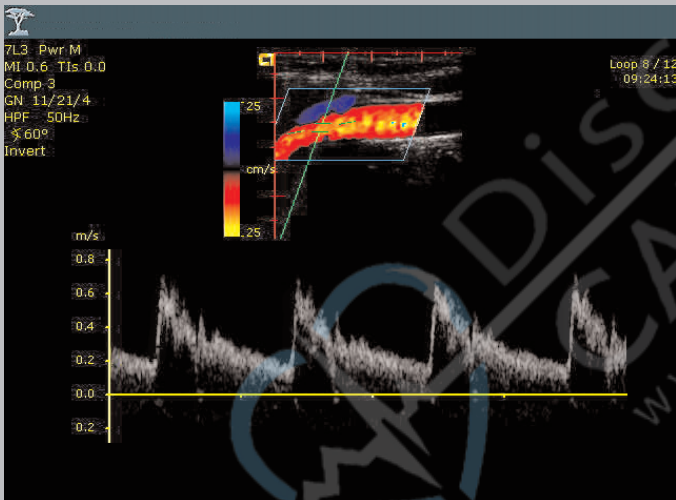 7L3 Pwr M
MI 0.6 TIs 0.0
Comp 3
GN 11/21/4
HPF 50Hz
∢60°
Invert
Loop 8 / 12
09:24:13
.25
cm/s
.25
m/s
0.8
0.6
0.4
0.2
0.0
0.2
Disc
CA
w w